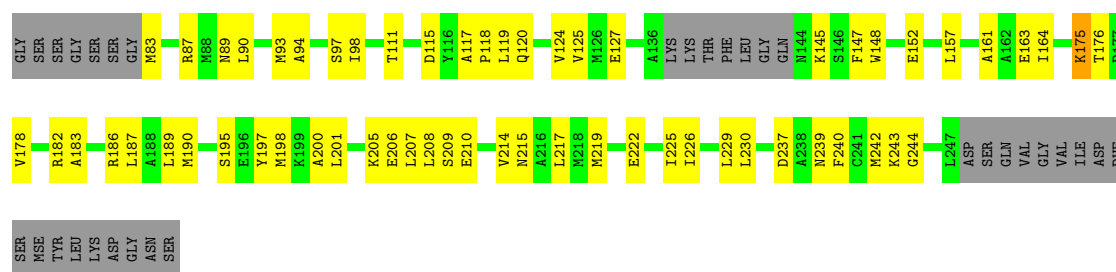 GLY SER SER GLY SER SER GLY M83 R87 M88 N89 L90 M93 A94 S97 I98 T111 D115 Y116 A117 P118 L119 Q120 V124 V125 M126 E127 A136 LYS LYS THR PHE LEU GLY GLN N144 K145 S146 F147 W148 E152 L157 A161 A162 E163 I164 K175 T176
V178 R182 A183 R186 L187 A188 L189 M190 S195 E196 Y197 M198 K199 A200 L201 K205 E206 L207 L208 S209 E210 V214 N215 A216 L217 M218 M219 E222 I225 I226 L229 L230 D237 A238 N239 F240 C241 M242 K243 G244 L247 ASP SER GLN VAL GLY VAL ILE ASP
SER MSE TYR LEU LYS ASP GLY ASN SER